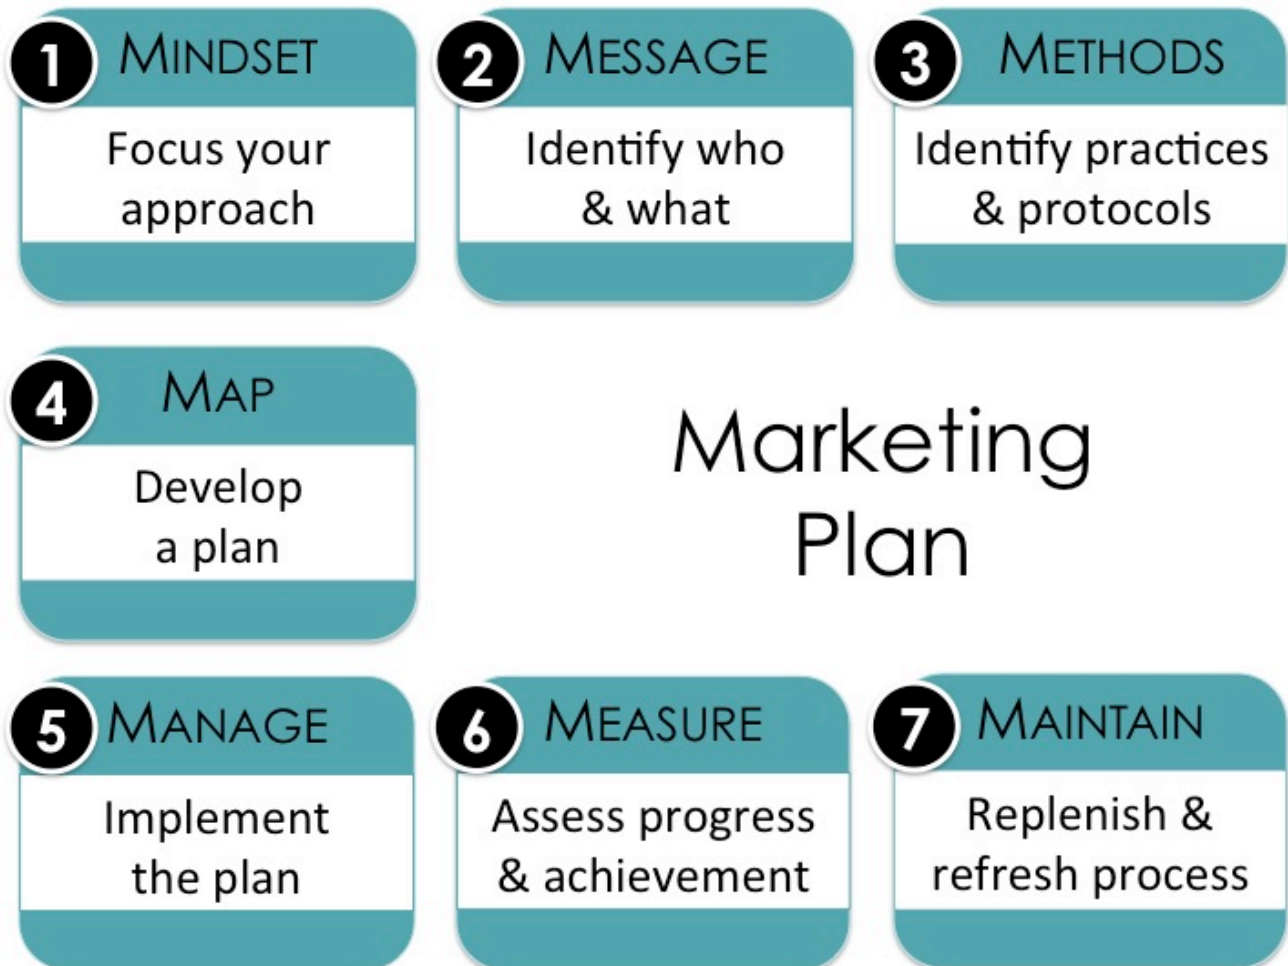 1 MINDSET
Focus your
approach
2 MESSAGE
Identify who
& what
3 METHODS
Identify practices
& protocols
4 MAP
Develop
a plan
Marketing
Plan
5 MANAGE
Implement
the plan
6 MEASURE
Assess progress
& achievement
7 MAINTAIN
Replenish &
refresh process